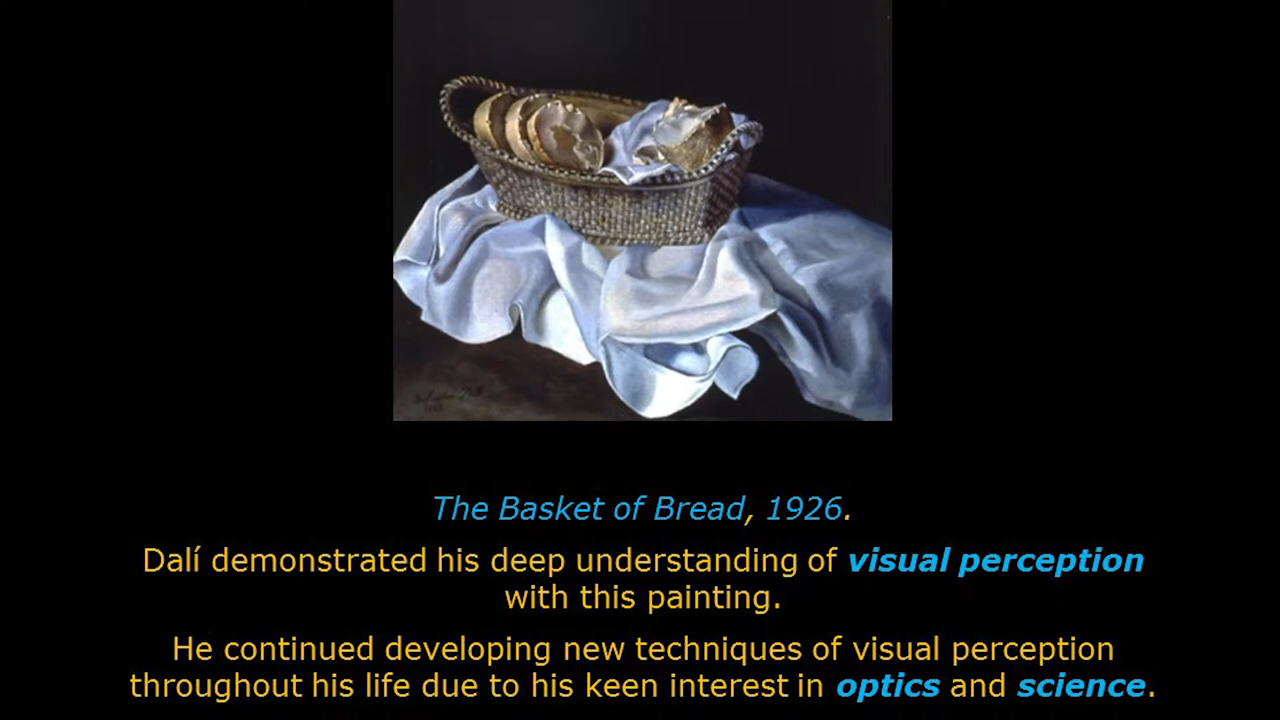 The Basket of Bread, 1926.
Dalí demonstrated his deep understanding of visual perception
with this painting.
He continued developing new techniques of visual perception
throughout his life due to his keen interest in optics and science.